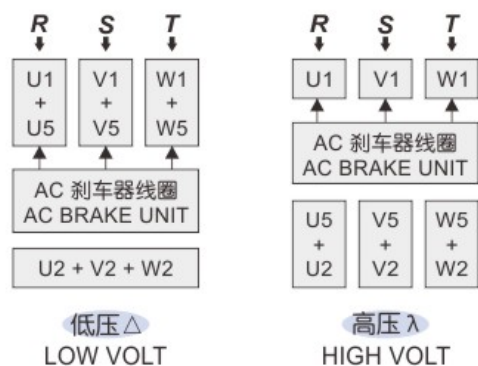 R S T
U1 + U5
V1 + V5
W1 + W5
AC 刹车器线圈
AC BRAKE UNIT
U2 + V2 + W2
低压 △
LOW VOLT
R S T
U1 V1 W1
AC 刹车器线圈
AC BRAKE UNIT
U5 + U2
V5 + V2
W5 + W2
高压 λ
HIGH VOLT